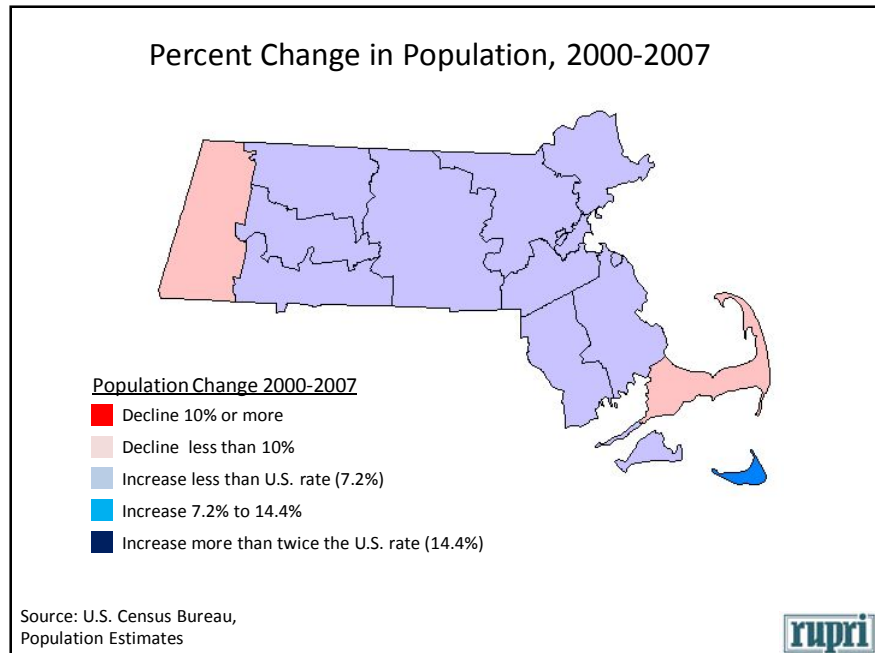 Percent Change in Population, 2000-2007
Population Change 2000-2007
Decline 10% or more
Decline less than 10%
Increase less than U.S. rate (7.2%)
Increase 7.2% to 14.4%
Increase more than twice the U.S. rate (14.4%)
Source: U.S. Census Bureau,
Population Estimates
rupri